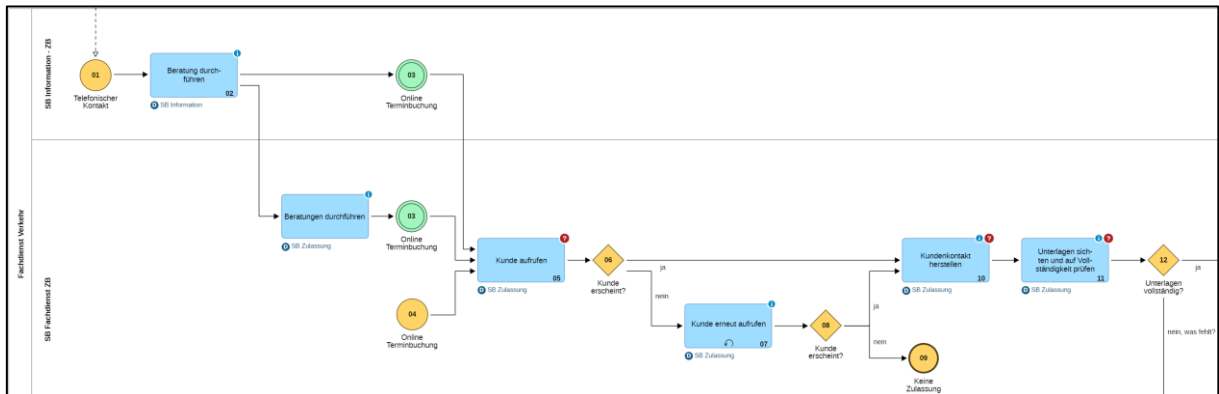 Fachdienst Verkehr
SB Information - ZB
01
Telefonischer
Kontakt
Beratung durch-
führen
02
i
D SB Information
03
Online
Terminbuchung
SB Fachdienst ZB
Beratungen durchführen
i
D SB Zulassung
03
Online
Terminbuchung
04
Online
Terminbuchung
Kunde aufrufen
05
?
D SB Zulassung
06
Kunde
erscheint?
ja
nein
Kunde erneut aufrufen
07
i
D SB Zulassung
08
Kunde
erscheint?
ja
nein
09
Keine
Zulassung
Kundenkontakt
herstellen
10
i ?
D SB Zulassung
Unterlagen sich-
ten und auf Voll-
ständigkeit prüfen
11
i ?
D SB Zulassung
12
Unterlagen
vollständig?
ja
nein, was fehlt?